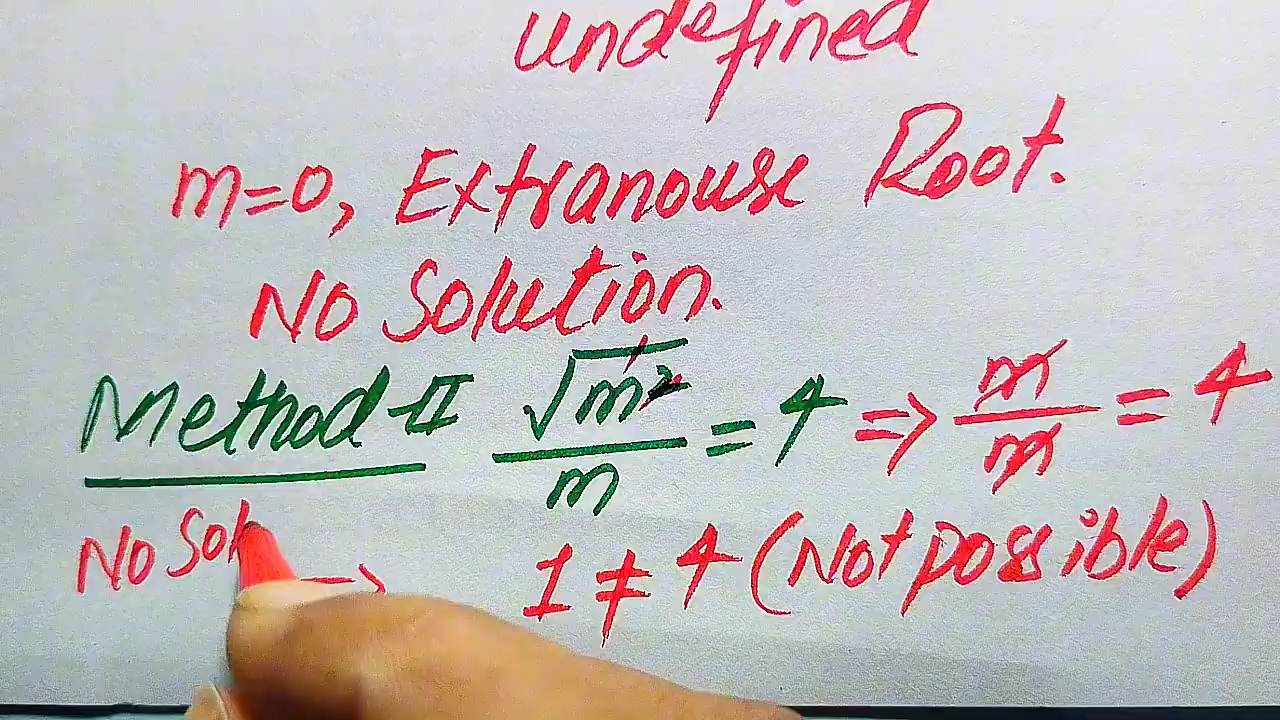 undefined
m=0, Extranouse Root.
No Solution.
Method-II √m²/m = 4 => m/m = 4
No Sol → 1 ≠ 4 (Not possible)